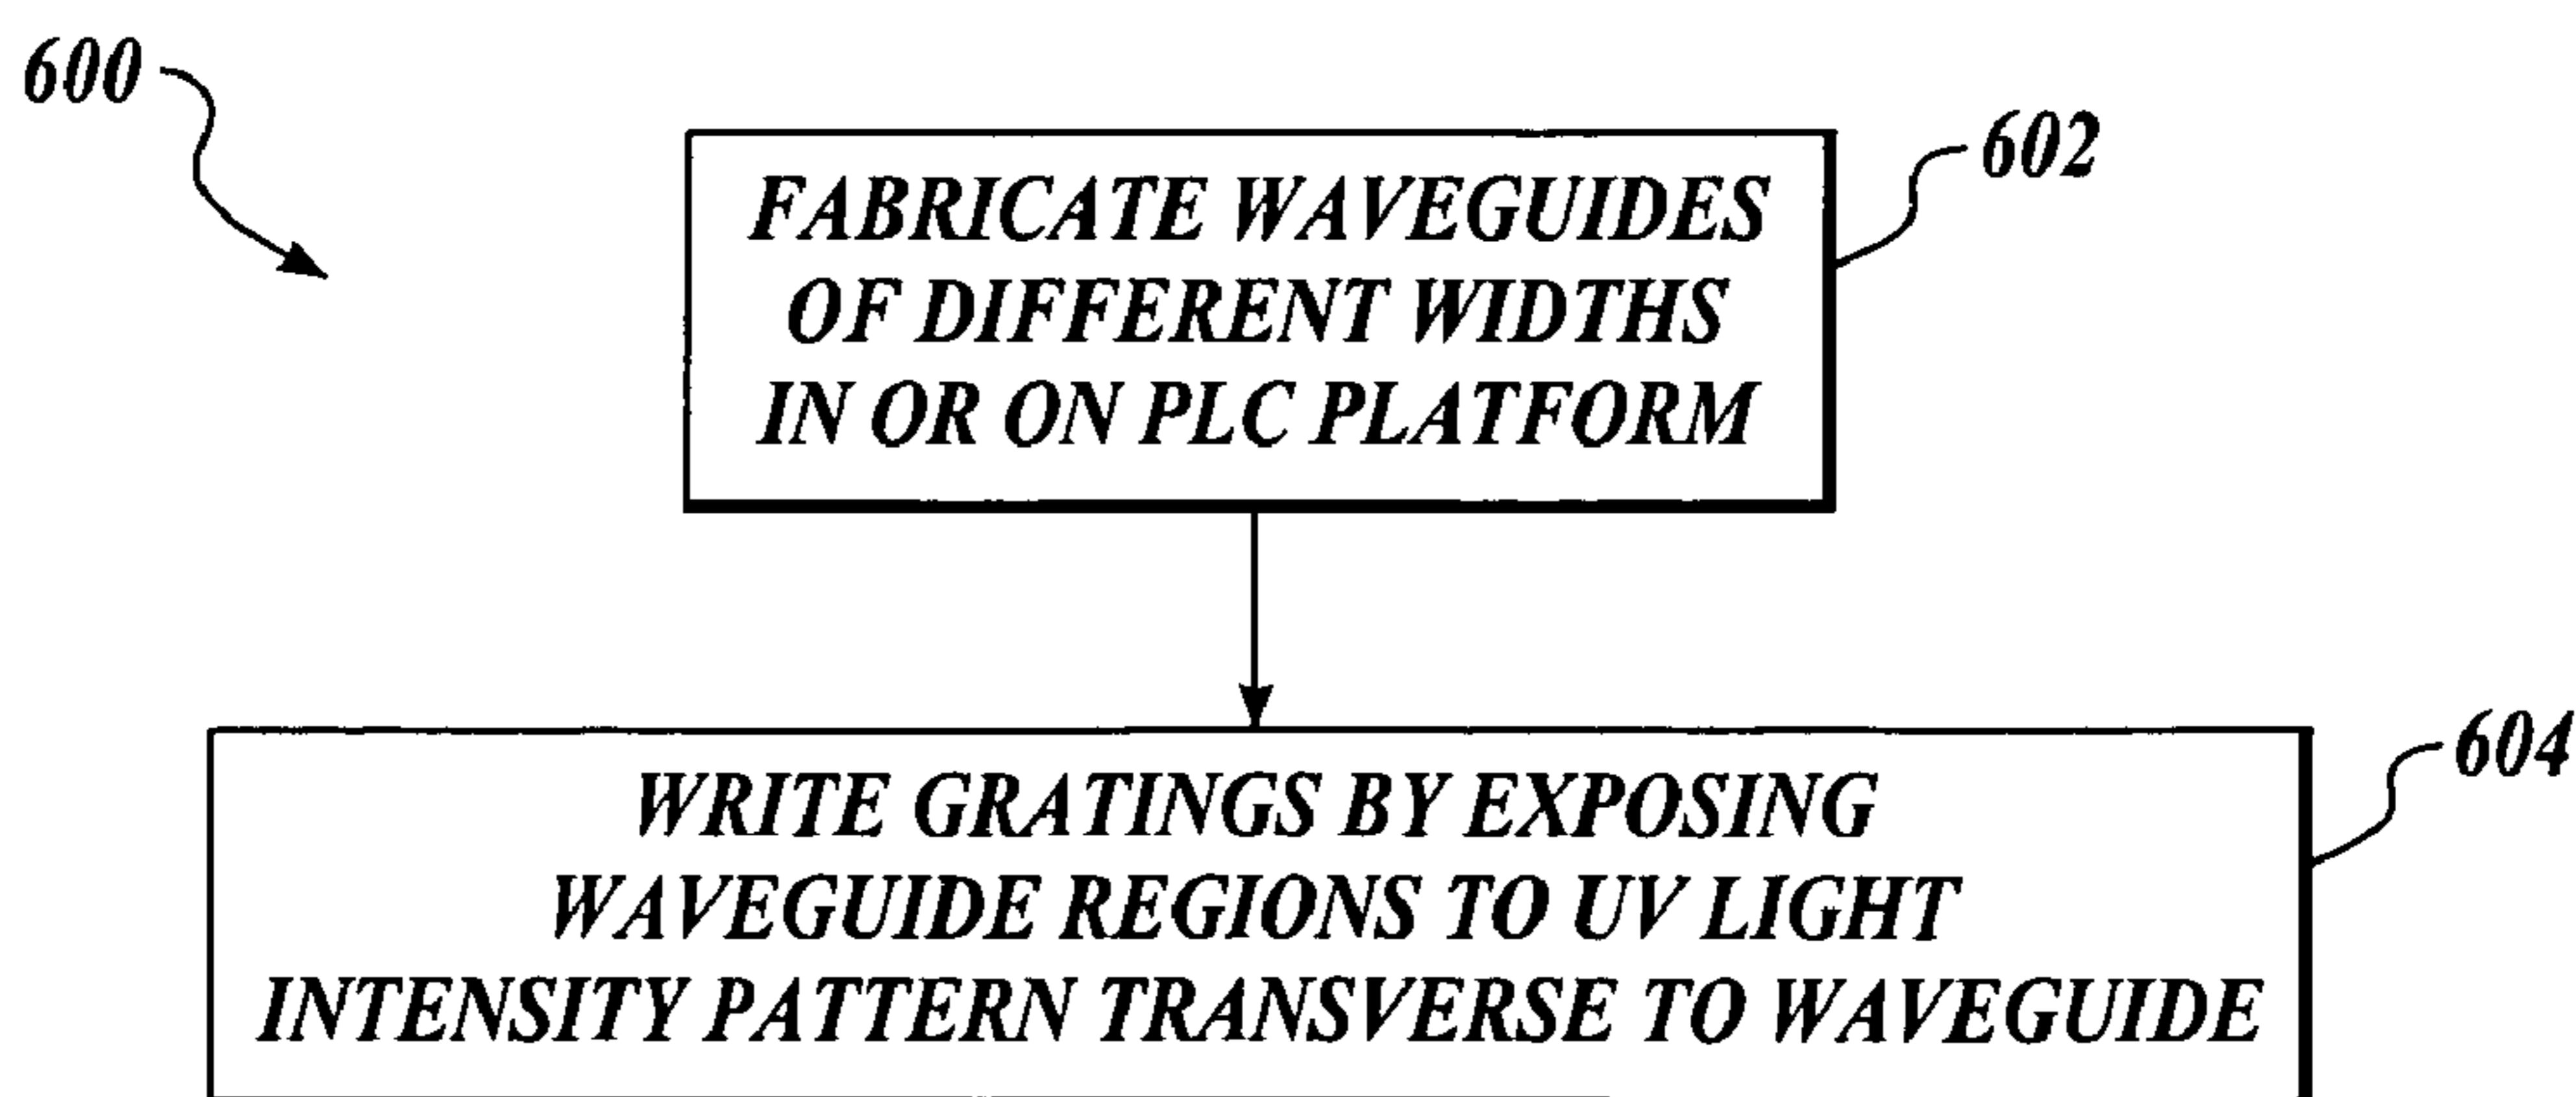 600
602
FABRICATE WAVEGUIDES
OF DIFFERENT WIDTHS
IN OR ON PLC PLATFORM
604
WRITE GRATINGS BY EXPOSING
WAVEGUIDE REGIONS TO UV LIGHT
INTENSITY PATTERN TRANSVERSE TO WAVEGUIDE